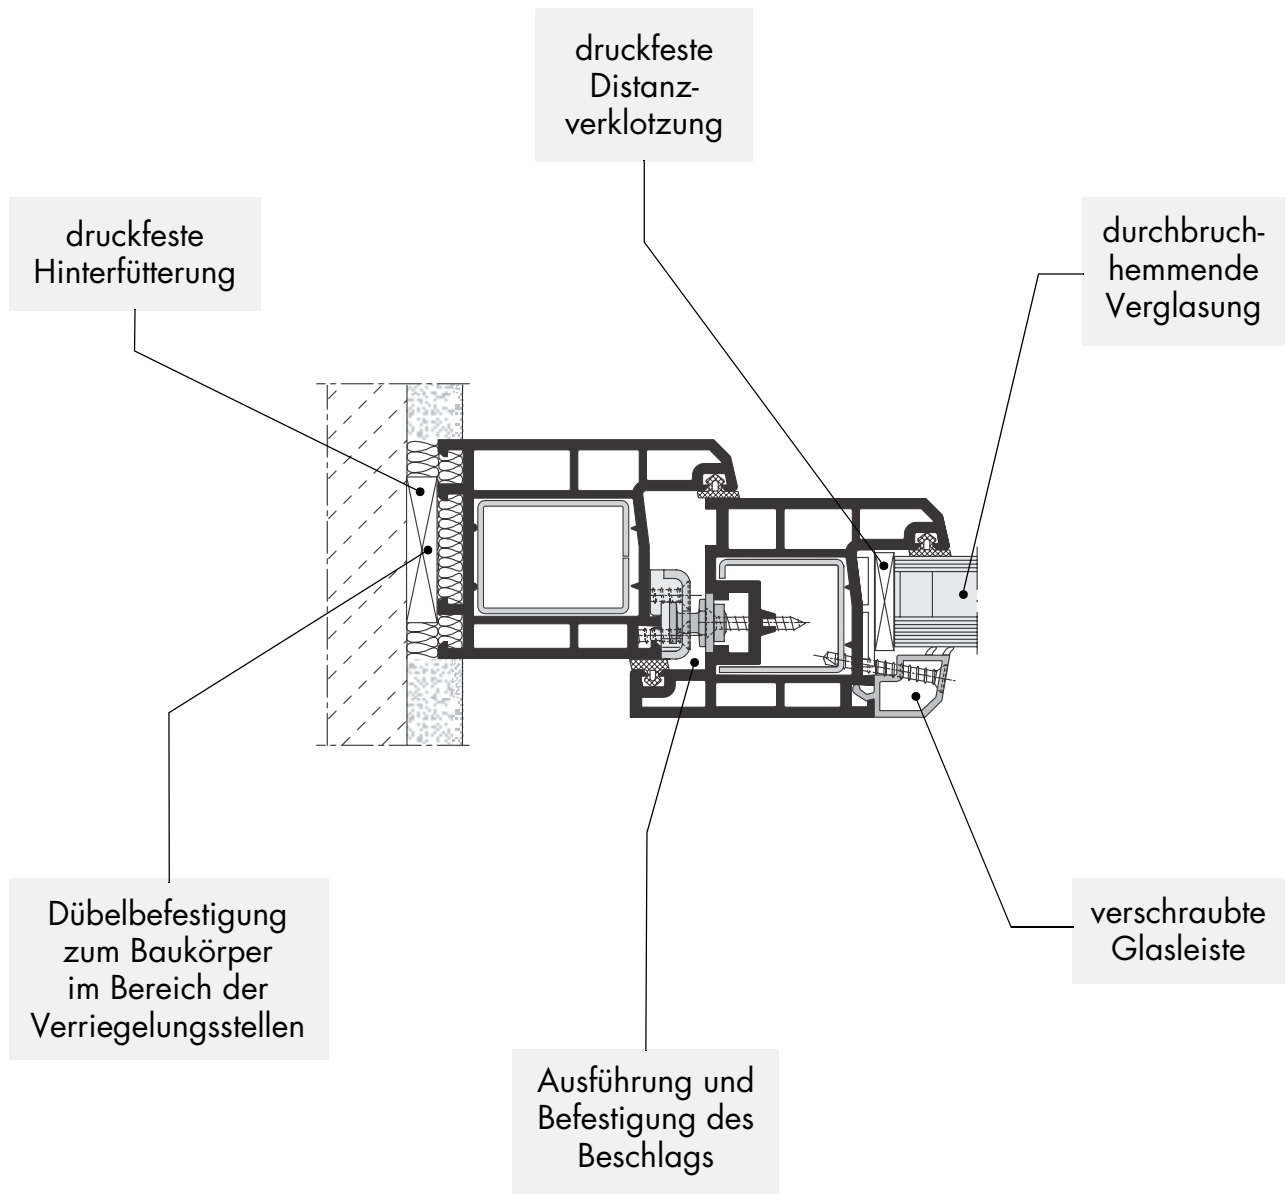 druckfeste
Distanz-
verklotzung
druckfeste
Hinterfütterung
durchbruch-
hemmende
Verglasung
Dübelbefestigung
zum Baukörper
im Bereich der
Verriegelungsstellen
verschraubte
Glasleiste
Ausführung und
Befestigung des
Beschlags